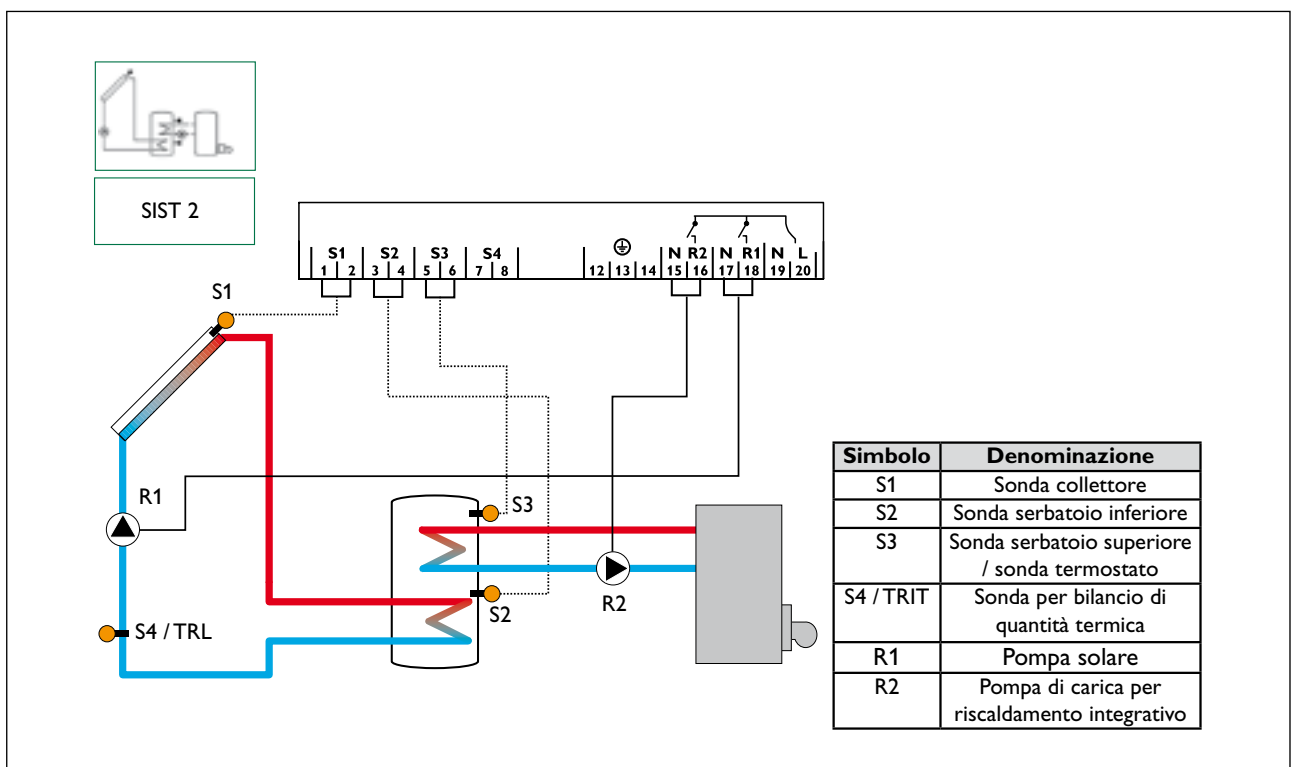 SIST 2
S1 S2 S3 S4 N R2 N R1 N L
1 2 3 4 5 6 7 8 12 13 14 15 16 17 18 19 20
S1
R1
S3
S2
R2
S4 / TRL
Simbolo Denominazione
S1 Sonda collettore
S2 Sonda serbatoio inferiore
S3 Sonda serbatoio superiore
/ sonda termostato
S4 / TRIT Sonda per bilancio di
quantità termica
R1 Pompa solare
R2 Pompa di carica per
riscaldamento integrativo